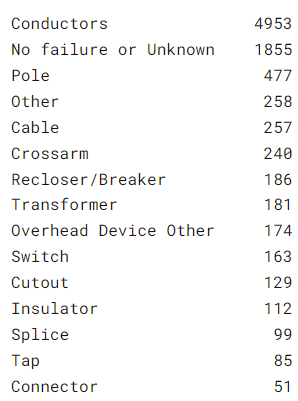 Conductors 4953
No failure or Unknown 1855
Pole 477
Other 258
Cable 257
Crossarm 240
Recloser/Breaker 186
Transformer 181
Overhead Device Other 174
Switch 163
Cutout 129
Insulator 112
Splice 99
Tap 85
Connector 51